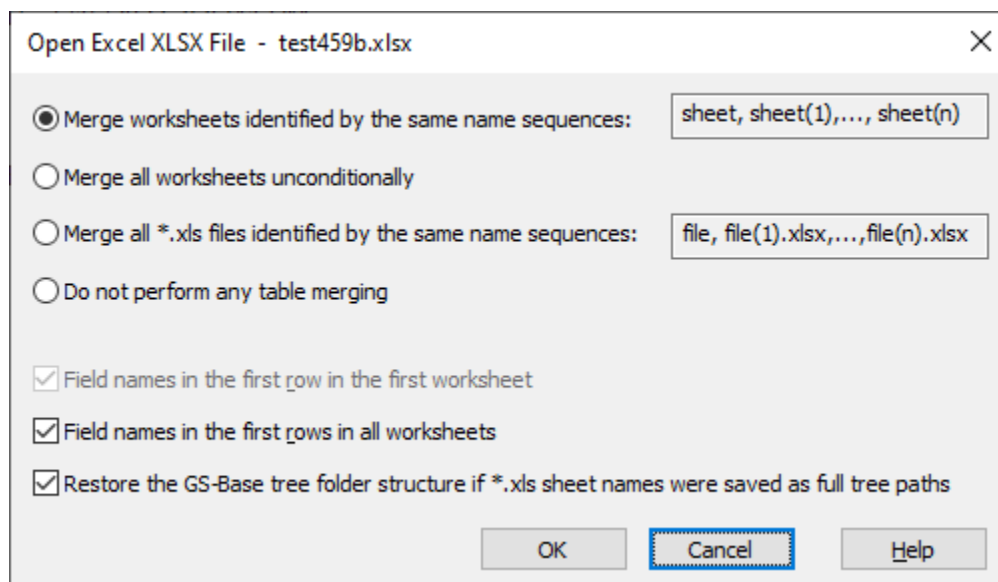 Open Excel XLSX File - test459b.xlsx
Merge worksheets identified by the same name sequences: sheet, sheet(1),..., sheet(n)
Merge all worksheets unconditionally
Merge all *.xls files identified by the same name sequences: file, file(1).xlsx,...,file(n).xlsx
Do not perform any table merging
Field names in the first row in the first worksheet
Field names in the first rows in all worksheets
Restore the GS-Base tree folder structure if *.xls sheet names were saved as full tree paths
OK Cancel Help